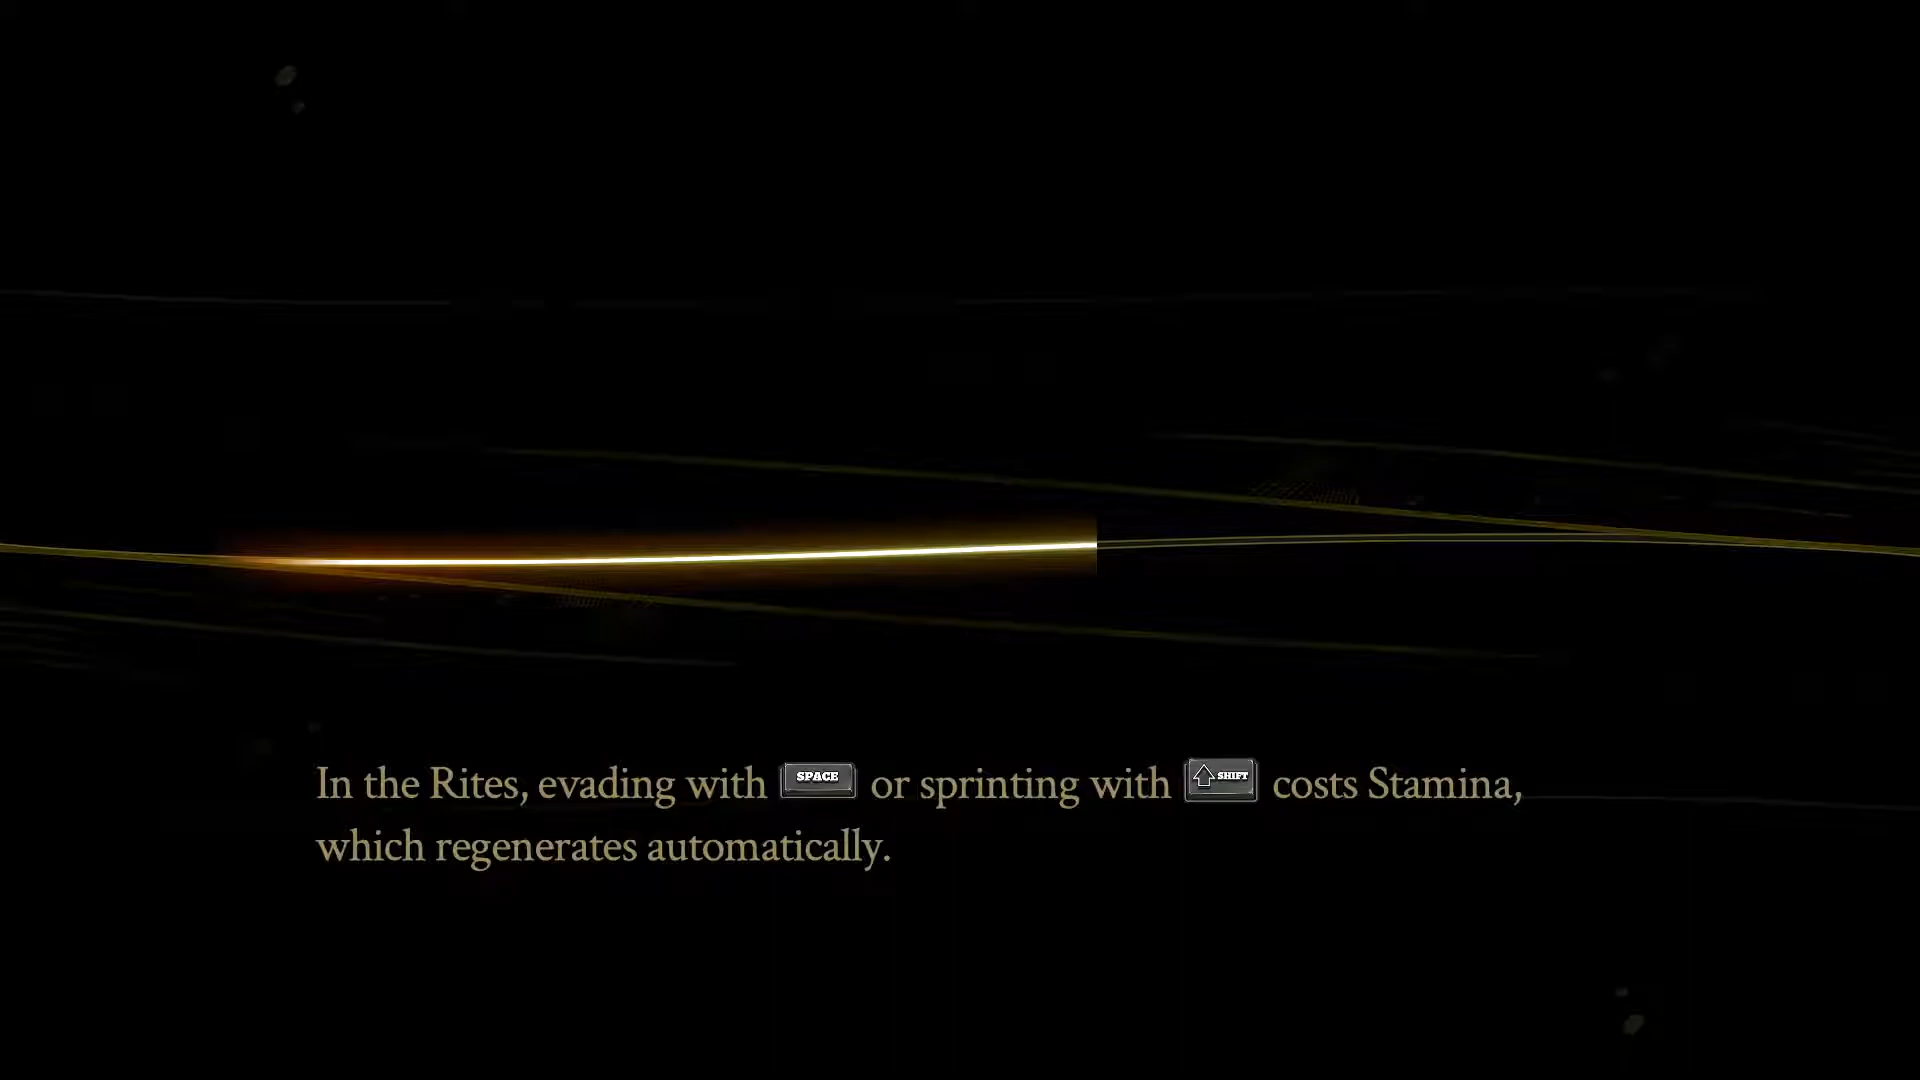 In the Rites, evading with SPACE or sprinting with SHIFT costs Stamina,
which regenerates automatically.